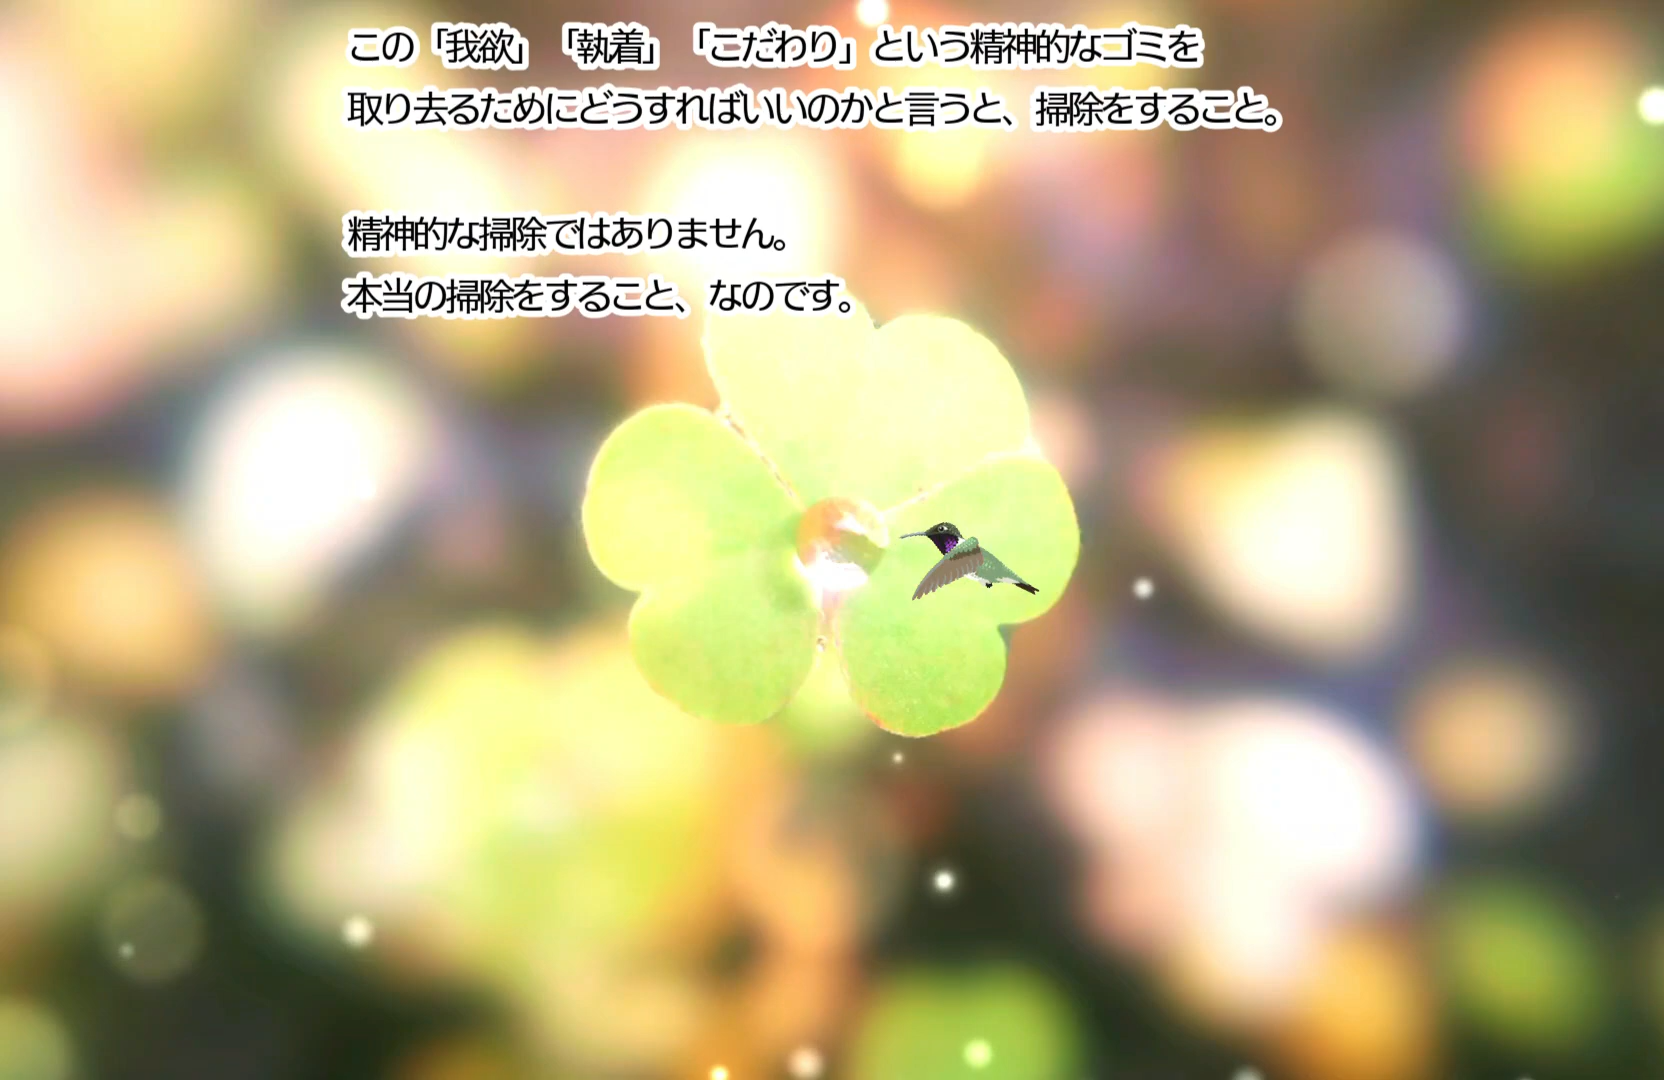 この「我欲」「執着」「こだわり」という精神的なゴミを
取り去るためにどうすればいいのかと言うと、掃除をすること。
精神的な掃除ではありません。
本当の掃除をすること、なのです。